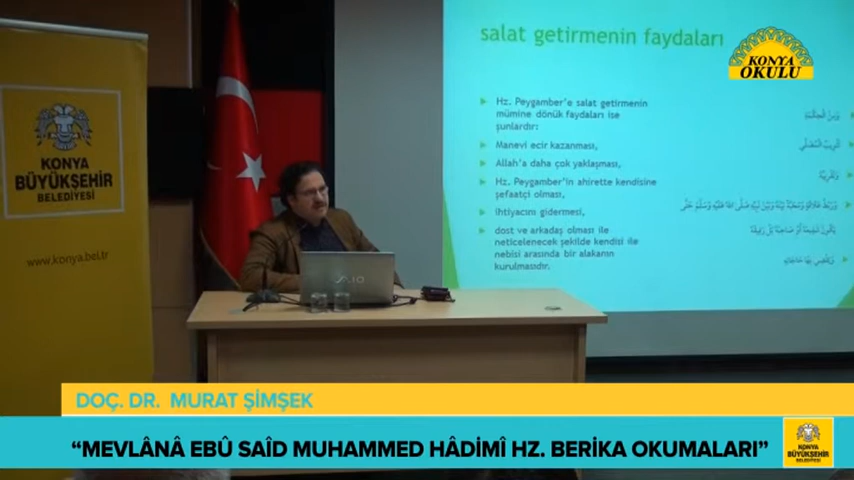 salat getirmenin faydaları
KONYA
OKULU
Hz. Peygamber'e salat getirmenin
mümine dönük faydaları ise
şunlardır:
Manevi ecir kazanması,
Allah'a daha çok yaklaşması,
Hz. Peygamber'in ahirette kendisine
şefaatçi olması,
ihtiyacını gidermesi,
dost ve arkadaş olması ile
neticelenecek şekilde kendisi ile
nebisi arasında bir alakanın
kurulmasıdır.
KONYA
BÜYÜKŞEHİR
BELEDİYESİ
www.konya.bel.tr
VAIO
DOÇ. DR. MURAT ŞİMŞEK
“MEVLÂNÂ EBÛ SAÎD MUHAMMED HÂDİMÎ HZ. BERİKA OKUMALARI”
KONYA
BÜYÜKŞEHİR
BELEDİYESİ